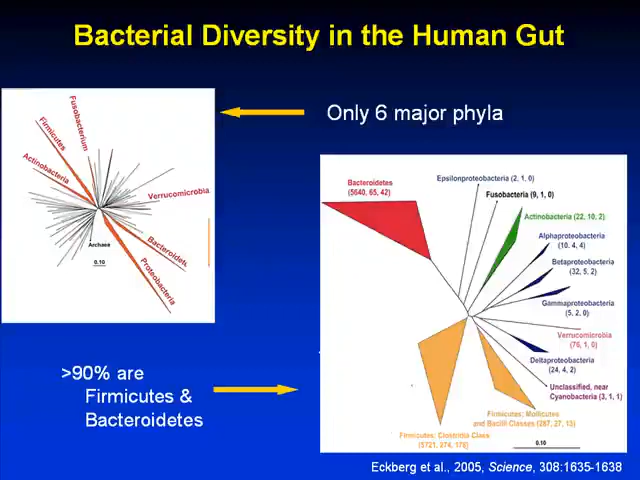 Bacterial Diversity in the Human Gut
Only 6 major phyla
Fusobacterium
Firmicutes
Actinobacteria
Verrucomicrobia
Archaea
Bacteroidets
Proteobacteria
0.10
Bacteroidetes
(5640, 65, 42)
Epsilonproteobacteria (2, 1, 0)
Fusobacteria (9, 1, 0)
Actinobacteria (22, 10, 2)
Alphaproteobacteria
(10, 4, 4)
Betaproteobacteria
(32, 5, 2)
Gammaproteobacteria
(5, 2, 0)
Verrucomicrobia
(76, 1, 0)
Deltaproteobacteria
(24, 4, 2)
Unclassified, near
Cyanobacteria (3, 1, 1)
Firmicutes; Mollicutes
and Bacilli Classes (287, 27, 13)
Firmicutes; Clostridia Class
(5721, 274, 178)
0.10
>90% are
Firmicutes &
Bacteroidetes
Eckberg et al., 2005, Science, 308:1635-1638